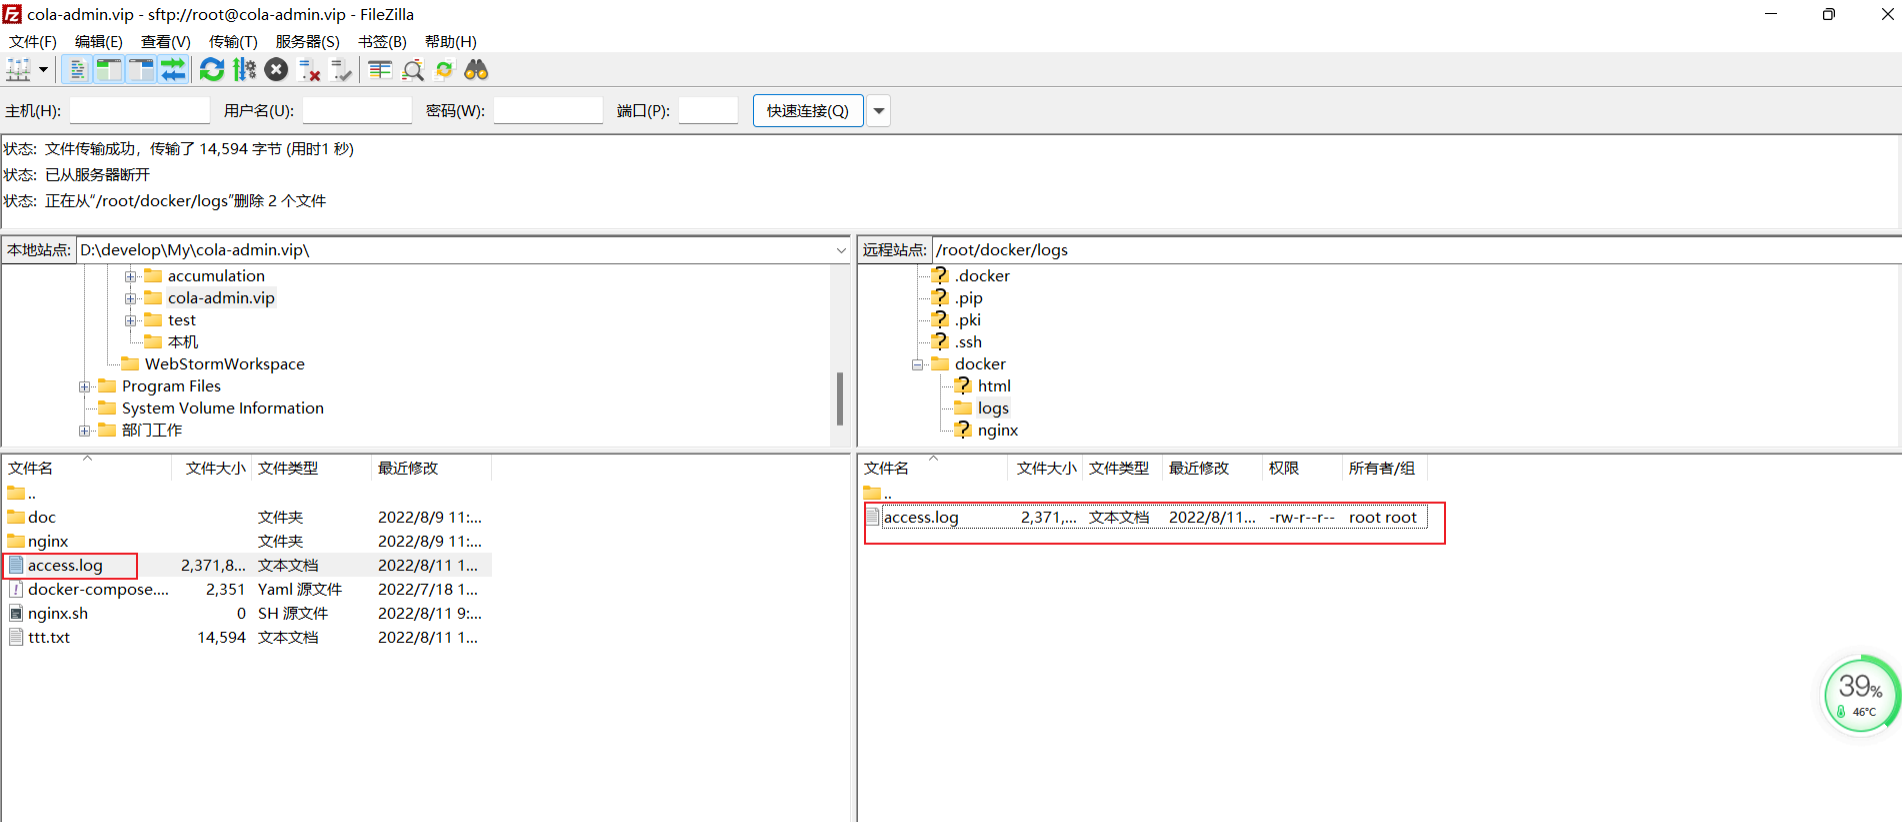 cola-admin.vip - sftp://root@cola-admin.vip - FileZilla
文件(F) 编辑(E) 查看(V) 传输(T) 服务器(S) 书签(B) 帮助(H)
主机(H): 用户名(U): 密码(W): 端口(P): 快速连接(Q)
状态: 文件传输成功，传输了 14,594 字节 (用时1 秒)
状态: 已从服务器断开
状态: 正在从“/root/docker/logs”删除 2 个文件
本地站点: D:\develop\My\cola-admin.vip\
accumulation
cola-admin.vip
test
本机
WebStormWorkspace
Program Files
System Volume Information
部门工作
文件名 文件大小 文件类型 最近修改
..
doc 文件夹 2022/8/9 11:...
nginx 文件夹 2022/8/9 11:...
access.log 2,371,8... 文本文档 2022/8/11 1...
docker-compose.... 2,351 Yaml 源文件 2022/7/18 1...
nginx.sh 0 SH 源文件 2022/8/11 9:...
ttt.txt 14,594 文本文档 2022/8/11 1...
远程站点: /root/docker/logs
? .docker
? .pip
? .pki
? .ssh
docker
? html
logs
? nginx
文件名 文件大小 文件类型 最近修改 权限 所有者/组
..
access.log 2,371,... 文本文档 2022/8/11... -rw-r--r-- root root
39%
46°C